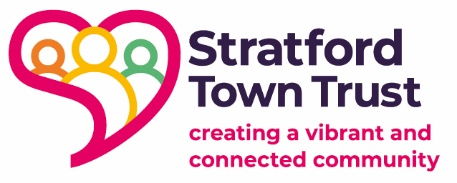 Stratford
Town Trust
creating a vibrant and
connected community